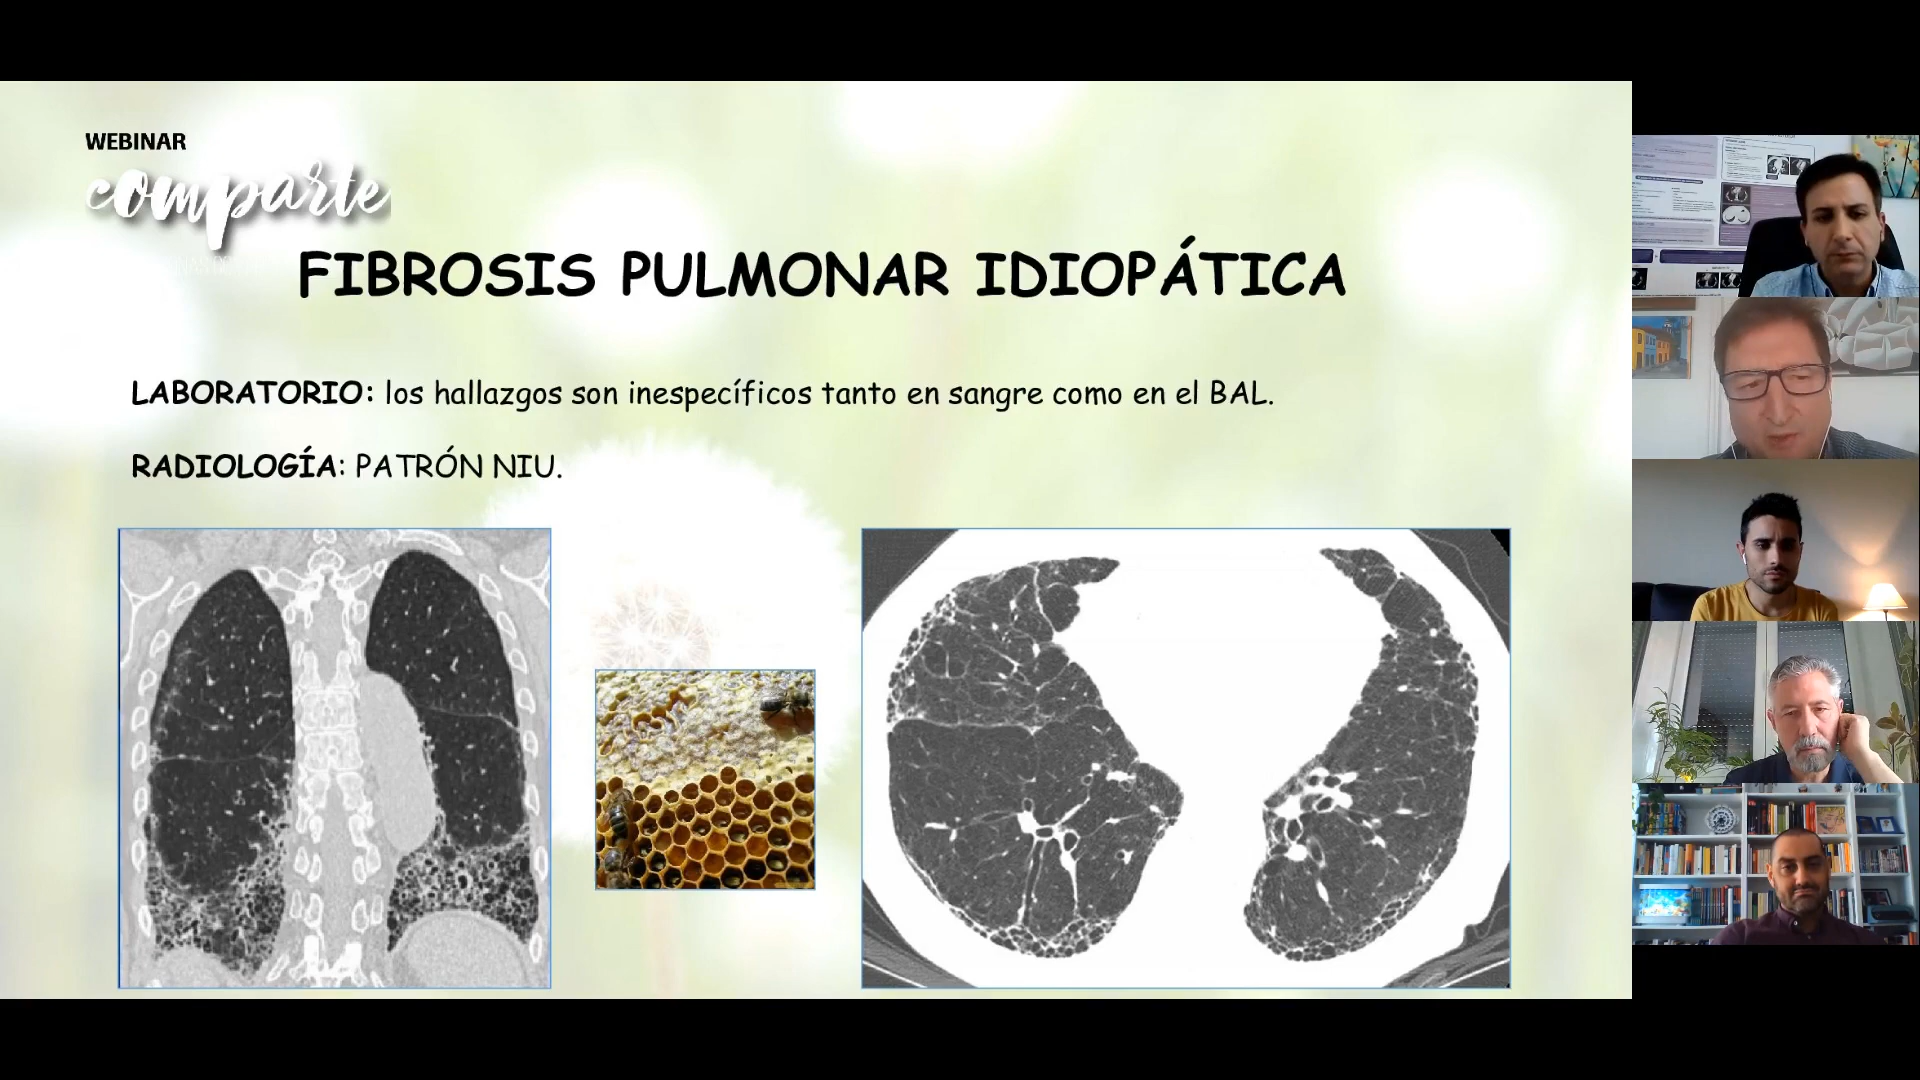 WEBINAR
comparte
FIBROSIS PULMONAR IDIOPÁTICA
LABORATORIO: los hallazgos son inespecíficos tanto en sangre como en el BAL.
RADIOLOGÍA: PATRÓN NIU.